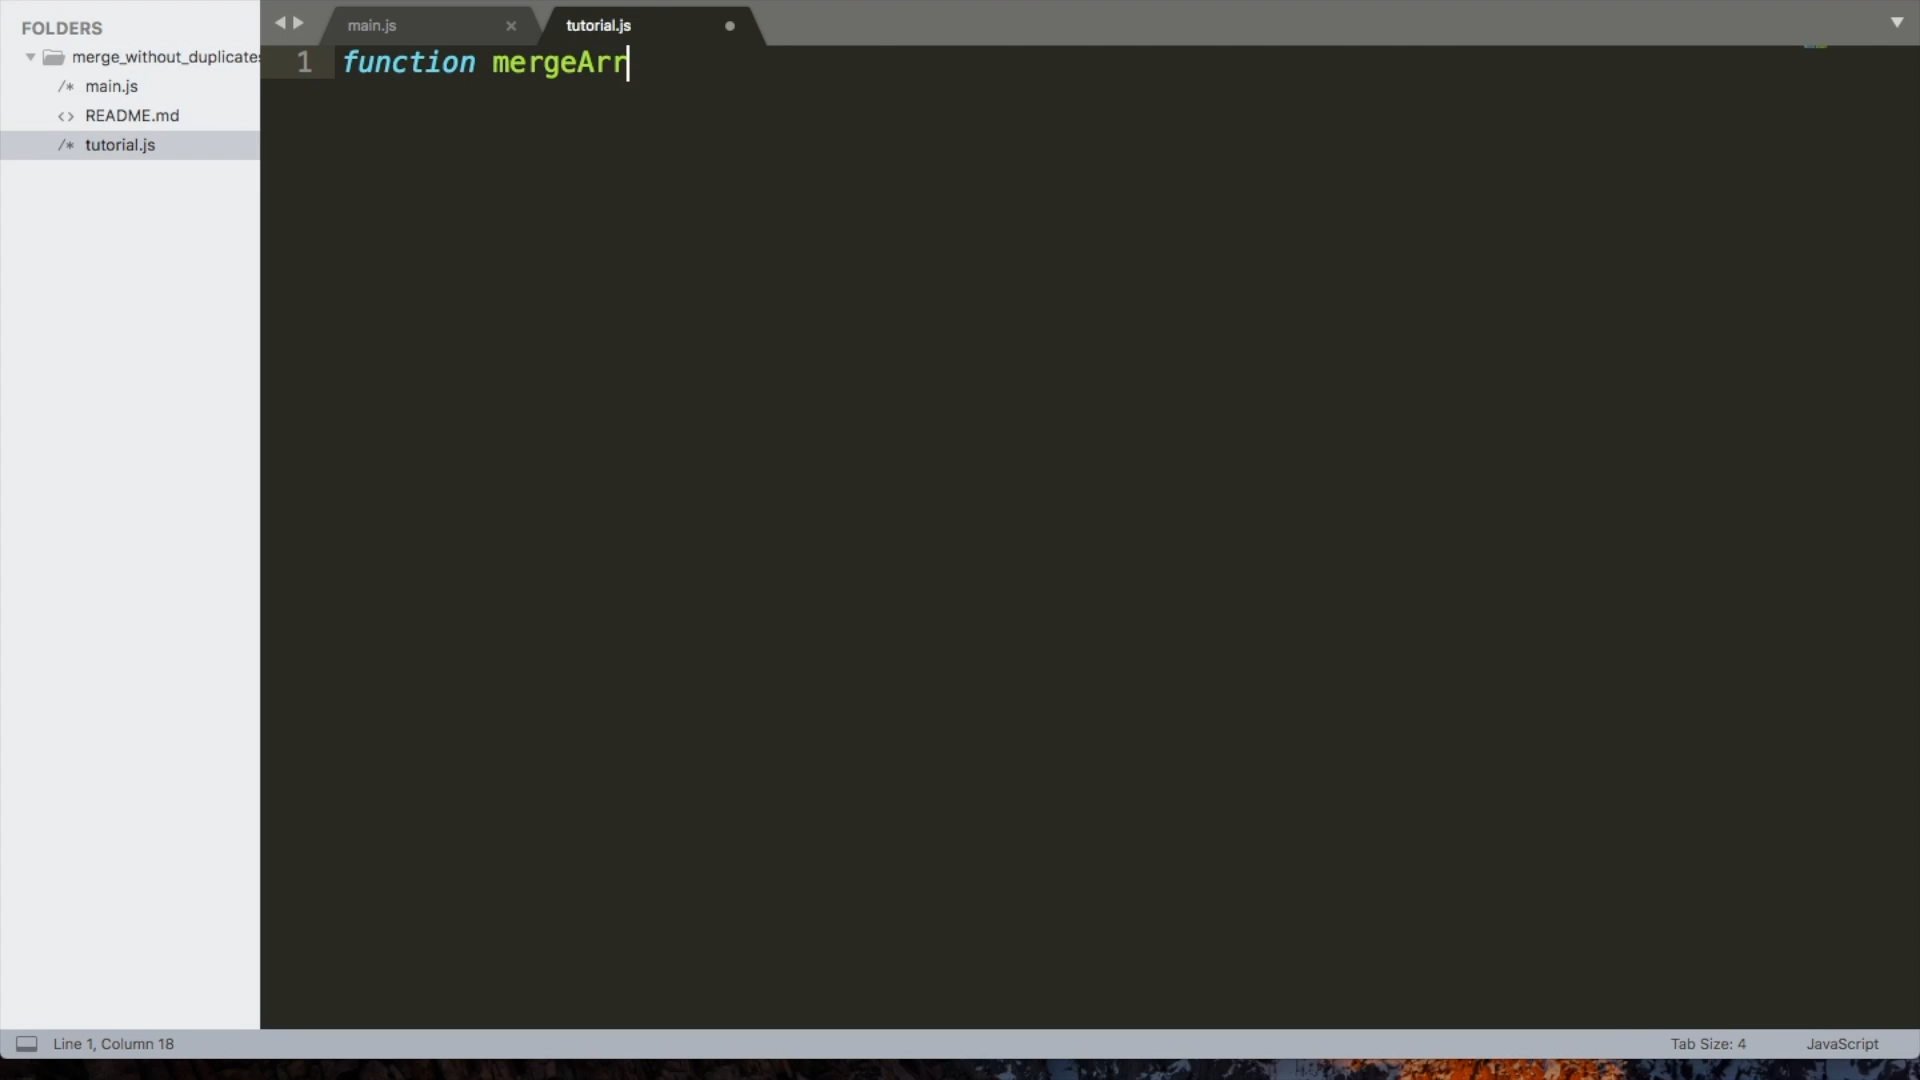 FOLDERS
merge_without_duplicates
/* main.js
<> README.md
/* tutorial.js
main.js ×
tutorial.js
1 function mergeArr
Line 1, Column 18
Tab Size: 4
JavaScript